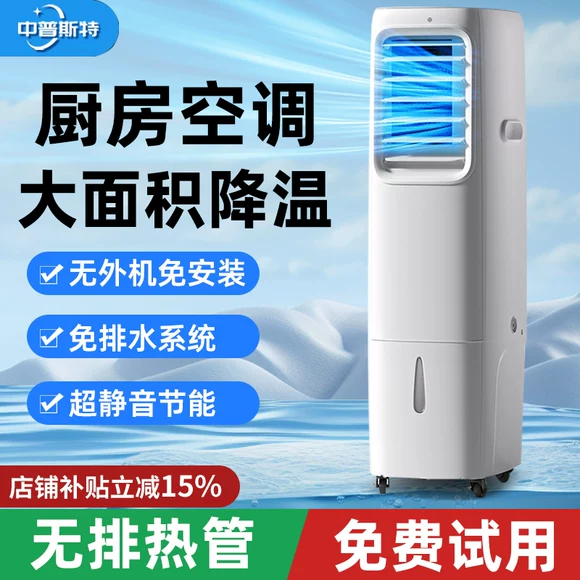 中普斯特
厨房空调
大面积降温
无外机免安装
免排水系统
超静音节能
店铺补贴立减15%
无排热管
免费试用